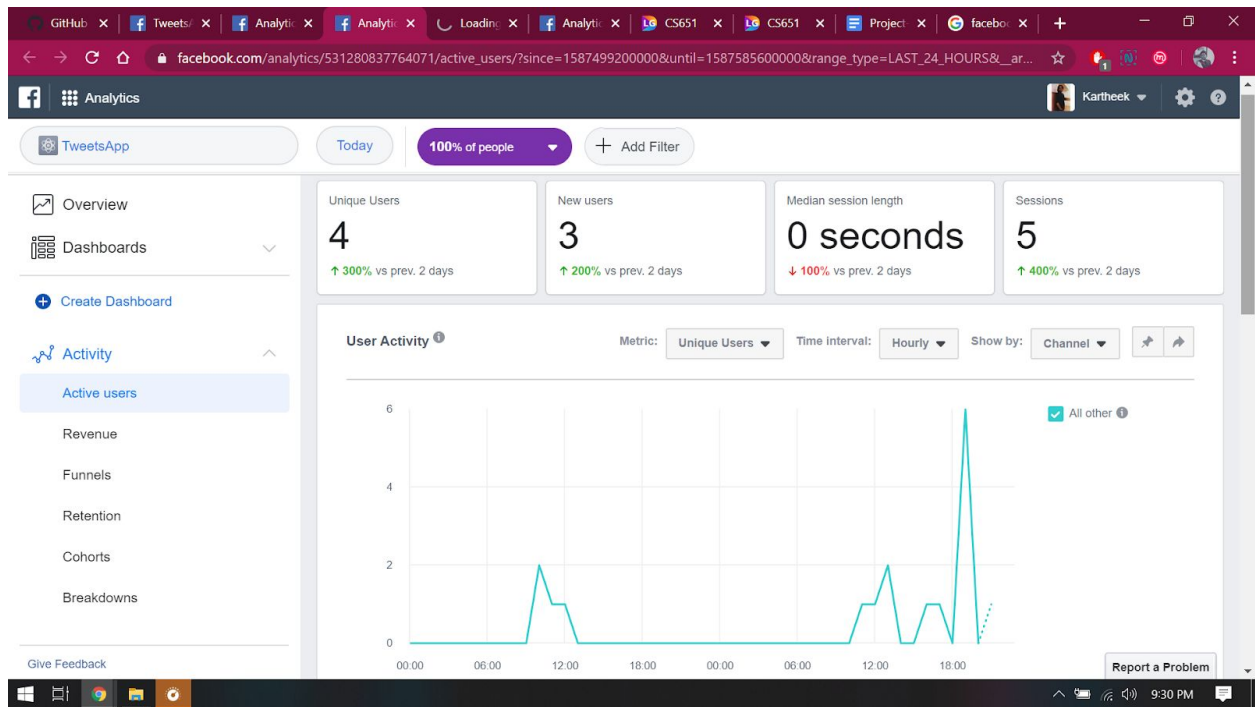 GitHub
Tweets/
Analytic
Analytic
Loading
Analytic
CS651
CS651
Project
faceboo
facebook.com/analytics/531280837764071/active_users/?since=1587499200000&until=1587585600000&range_type=LAST_24_HOURS&__ar...
1
Analytics
Kartheek
TweetsApp
Today
100% of people
+ Add Filter
Overview
Dashboards
Create Dashboard
Activity
Active users
Revenue
Funnels
Retention
Cohorts
Breakdowns
Give Feedback
Unique Users
4
↑ 300% vs prev. 2 days
New users
3
↑ 200% vs prev. 2 days
Median session length
0 seconds
↓ 100% vs prev. 2 days
Sessions
5
↑ 400% vs prev. 2 days
User Activity
Metric: Unique Users
Time interval: Hourly
Show by: Channel
All other
6
4
2
0
00:00 06:00 12:00 18:00 00:00 06:00 12:00 18:00
Report a Problem
9:30 PM